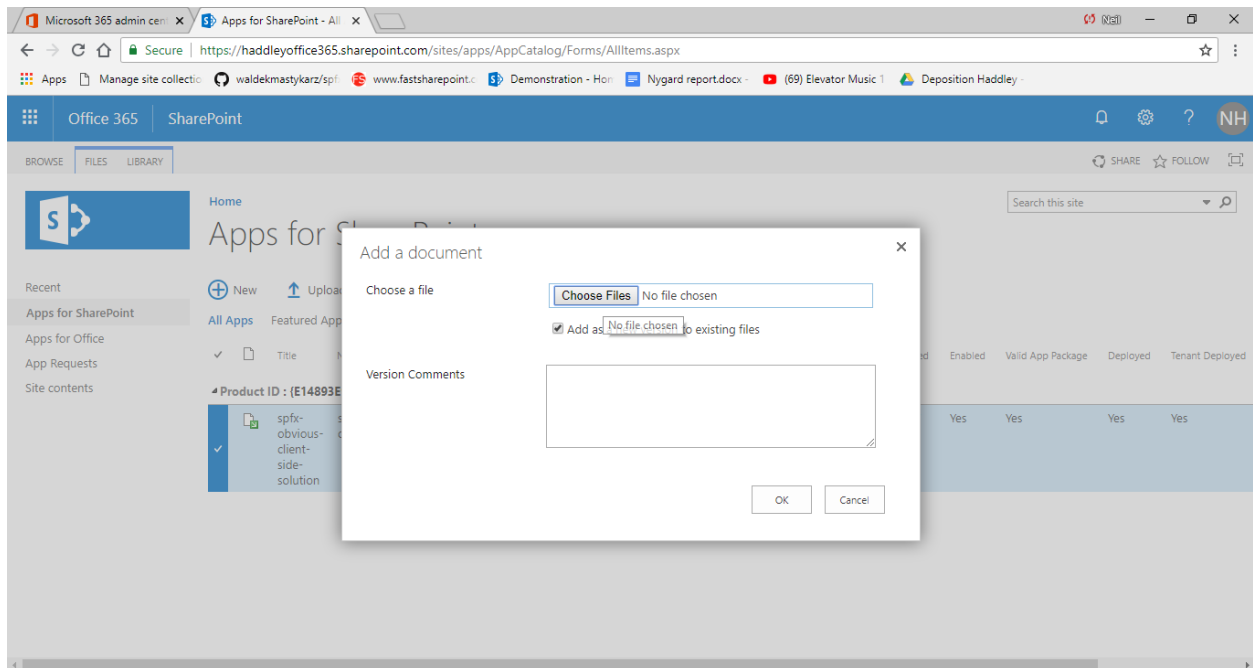 Microsoft 365 admin cen
Apps for SharePoint - All
Neil
Secure https://haddleyoffice365.sharepoint.com/sites/apps/AppCatalog/Forms/AllItems.aspx
Apps Manage site collectio waldekmastykarz/spf www.fastsharepoint.c Demonstration - Hon Nygard report.docx - (69) Elevator Music 1 Deposition Haddley -
Office 365 SharePoint ? NH
BROWSE FILES LIBRARY SHARE FOLLOW
S
Home
Search this site
Apps for
Add a document
Recent
New Uploa
Choose a file
Choose Files No file chosen
Apps for SharePoint
All Apps Featured App
Add as No file chosen to existing files
Apps for Office
Title
Enabled Valid App Package Deployed Tenant Deployed
App Requests
Version Comments
Site contents
Product ID : {E14893E
spfx-
obvious-
client-
side-
solution
Yes Yes Yes Yes
OK Cancel